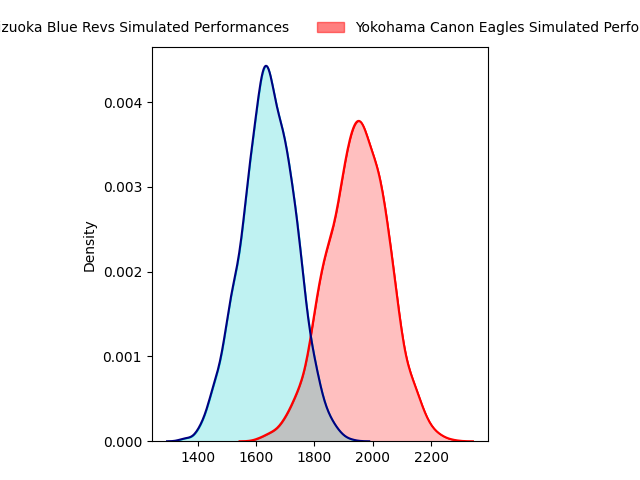 zuoka Blue Revs Simulated Performances
Yokohama Canon Eagles Simulated Perfo
0.004
0.003
0.002
0.001
0.000
Density
1400 1600 1800 2000 2200